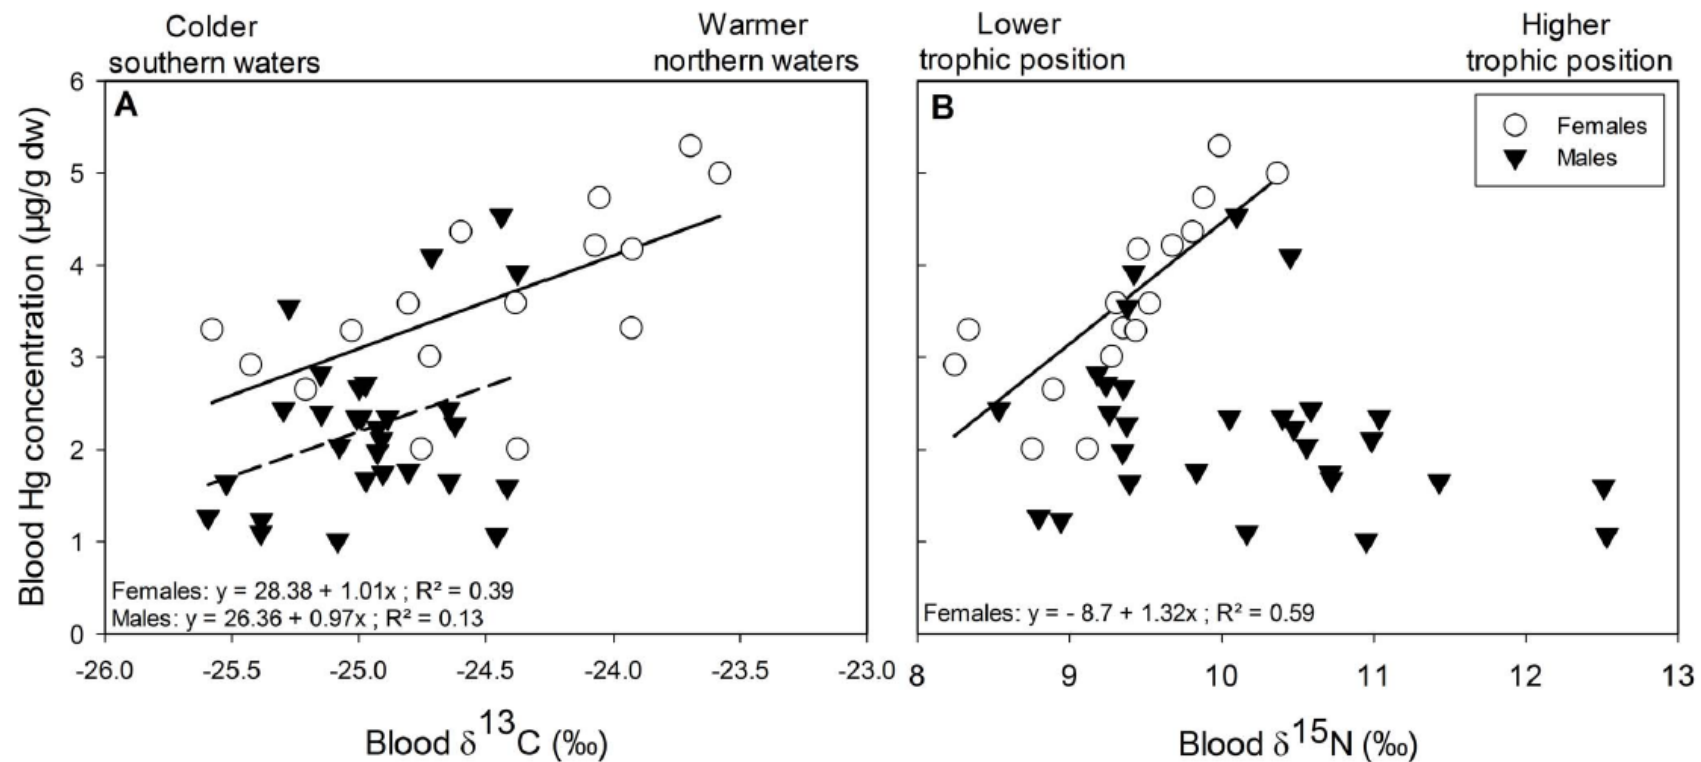 Colder
southern waters
Warmer
northern waters
Lower
trophic position
Higher
trophic position
A
B
Females
Males
Blood Hg concentration (µg/g dw)
6
5
4
3
2
1
0
Females: y = 28.38 + 1.01x ; R² = 0.39
Males: y = 26.36 + 0.97x ; R² = 0.13
Females: y = - 8.7 + 1.32x ; R² = 0.59
-26.0 -25.5 -25.0 -24.5 -24.0 -23.5 -23.0
8 9 10 11 12 13
Blood δ¹³C (‰)
Blood δ¹⁵N (‰)